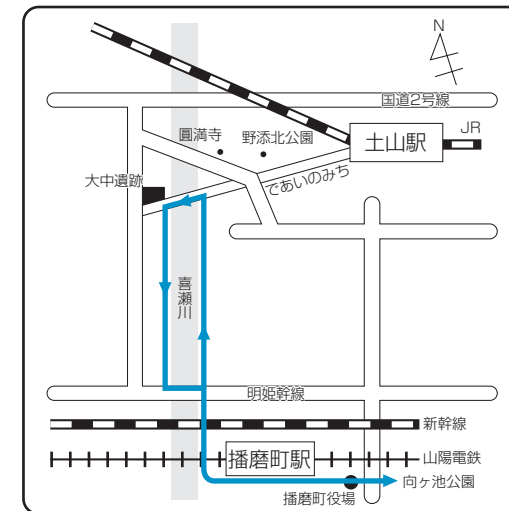 N
国道2号線
圓満寺
野添北公園
土山駅
JR
大中遺跡
であいのみち
喜瀬川
明姫幹線
新幹線
播磨町駅
山陽電鉄
向ヶ池公園
播磨町役場